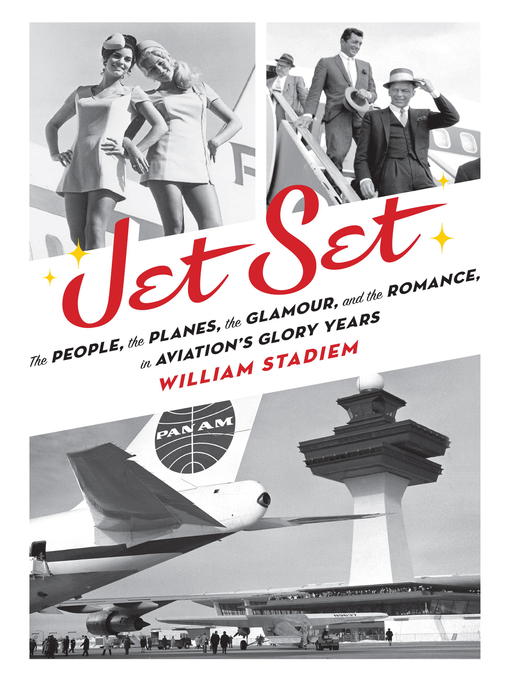 Jet Set
The PEOPLE, the PLANES, the GLAMOUR, and the ROMANCE,
in AVIATION'S GLORY YEARS
WILLIAM STADIEM
PAN AM